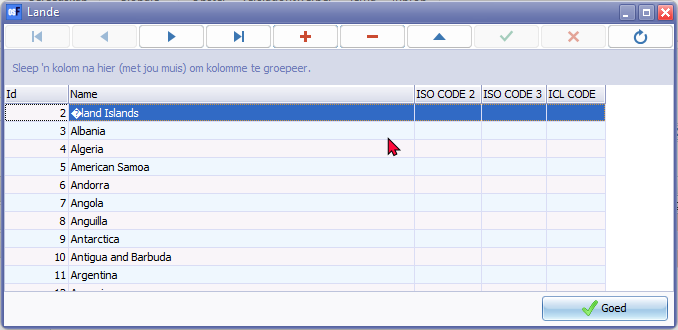 Lande
Sleep 'n kolom na hier (met jou muis) om kolomme te groepeer.
Id Name ISO CODE 2 ISO CODE 3 ICL CODE
2 �land Islands
3 Albania
4 Algeria
5 American Samoa
6 Andorra
7 Angola
8 Anguilla
9 Antarctica
10 Antigua and Barbuda
11 Argentina
Goed